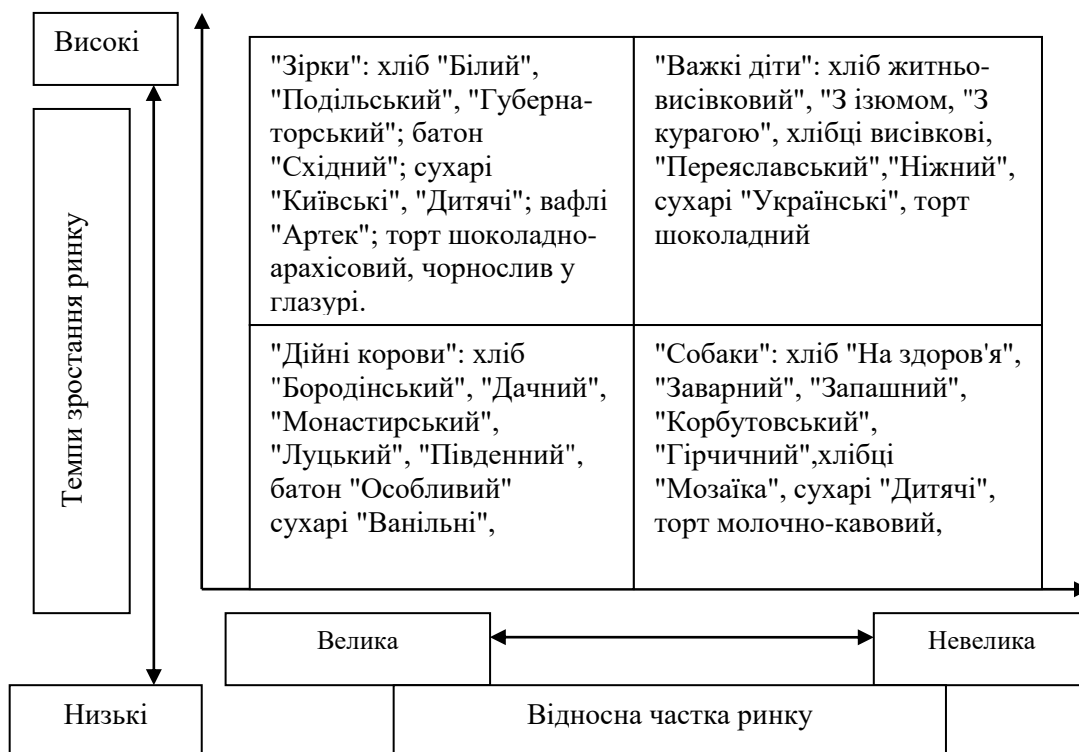 Високі
Темпи зростання ринку
"Зірки": хліб "Білий",
"Подільський", "Губерна-
торський"; батон
"Східний"; сухарі
"Київські", "Дитячі"; вафлі
"Артек"; торт шоколадно-
арахісовий, чорнослив у
глазурі.
"Важкі діти": хліб житньо-
висівковий", "З ізюмом, "З
курагою", хлібці висівкові,
"Переяславський","Ніжний",
сухарі "Українські", торт
шоколадний
"Дійні корови": хліб
"Бородінський", "Дачний",
"Монастирський",
"Луцький", "Південний",
батон "Особливий"
сухарі "Ванільні",
"Собаки": хліб "На здоров'я",
"Заварний", "Запашний",
"Корбутовський",
"Гірчичний",хлібці
"Мозаїка", сухарі "Дитячі",
торт молочно-кавовий,
Велика
Невелика
Низькі
Відносна частка ринку